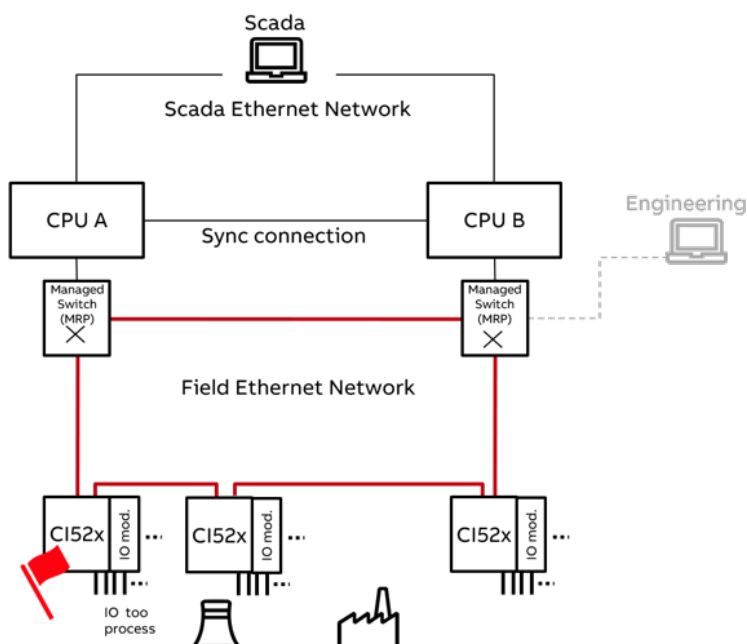 Scada
Scada Ethernet Network
CPU A
CPU B
Engineering
Sync connection
Managed
Switch
(MRP)
Managed
Switch
(MRP)
Field Ethernet Network
CI52x
IO mod.
CI52x
IO mod.
CI52x
IO mod.
IO too
process